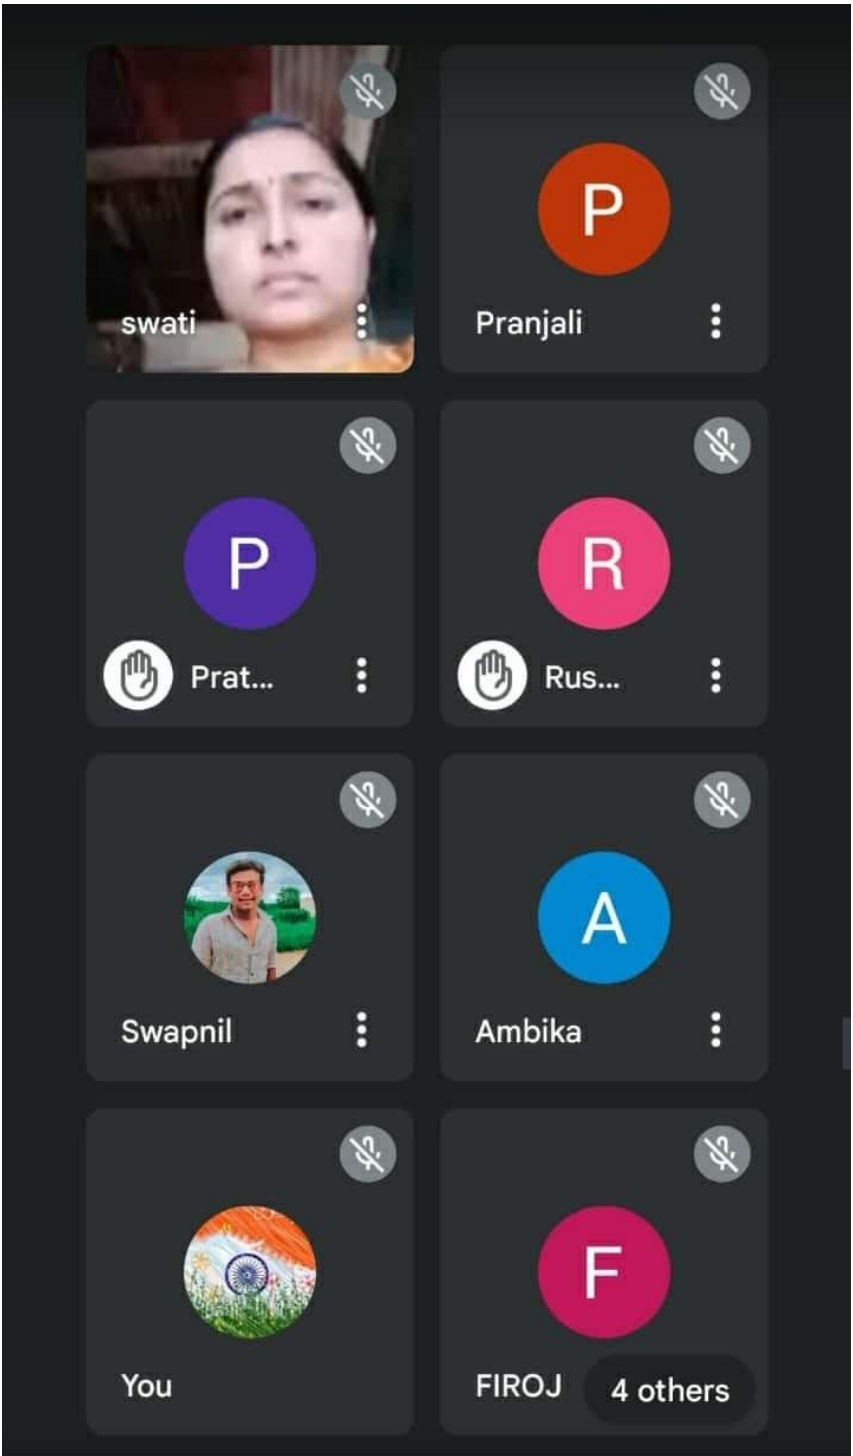 swati
P
Pranjali
P
Prat...
R
Rus...
Swapnil
A
Ambika
You
F
FIROJ
4 others